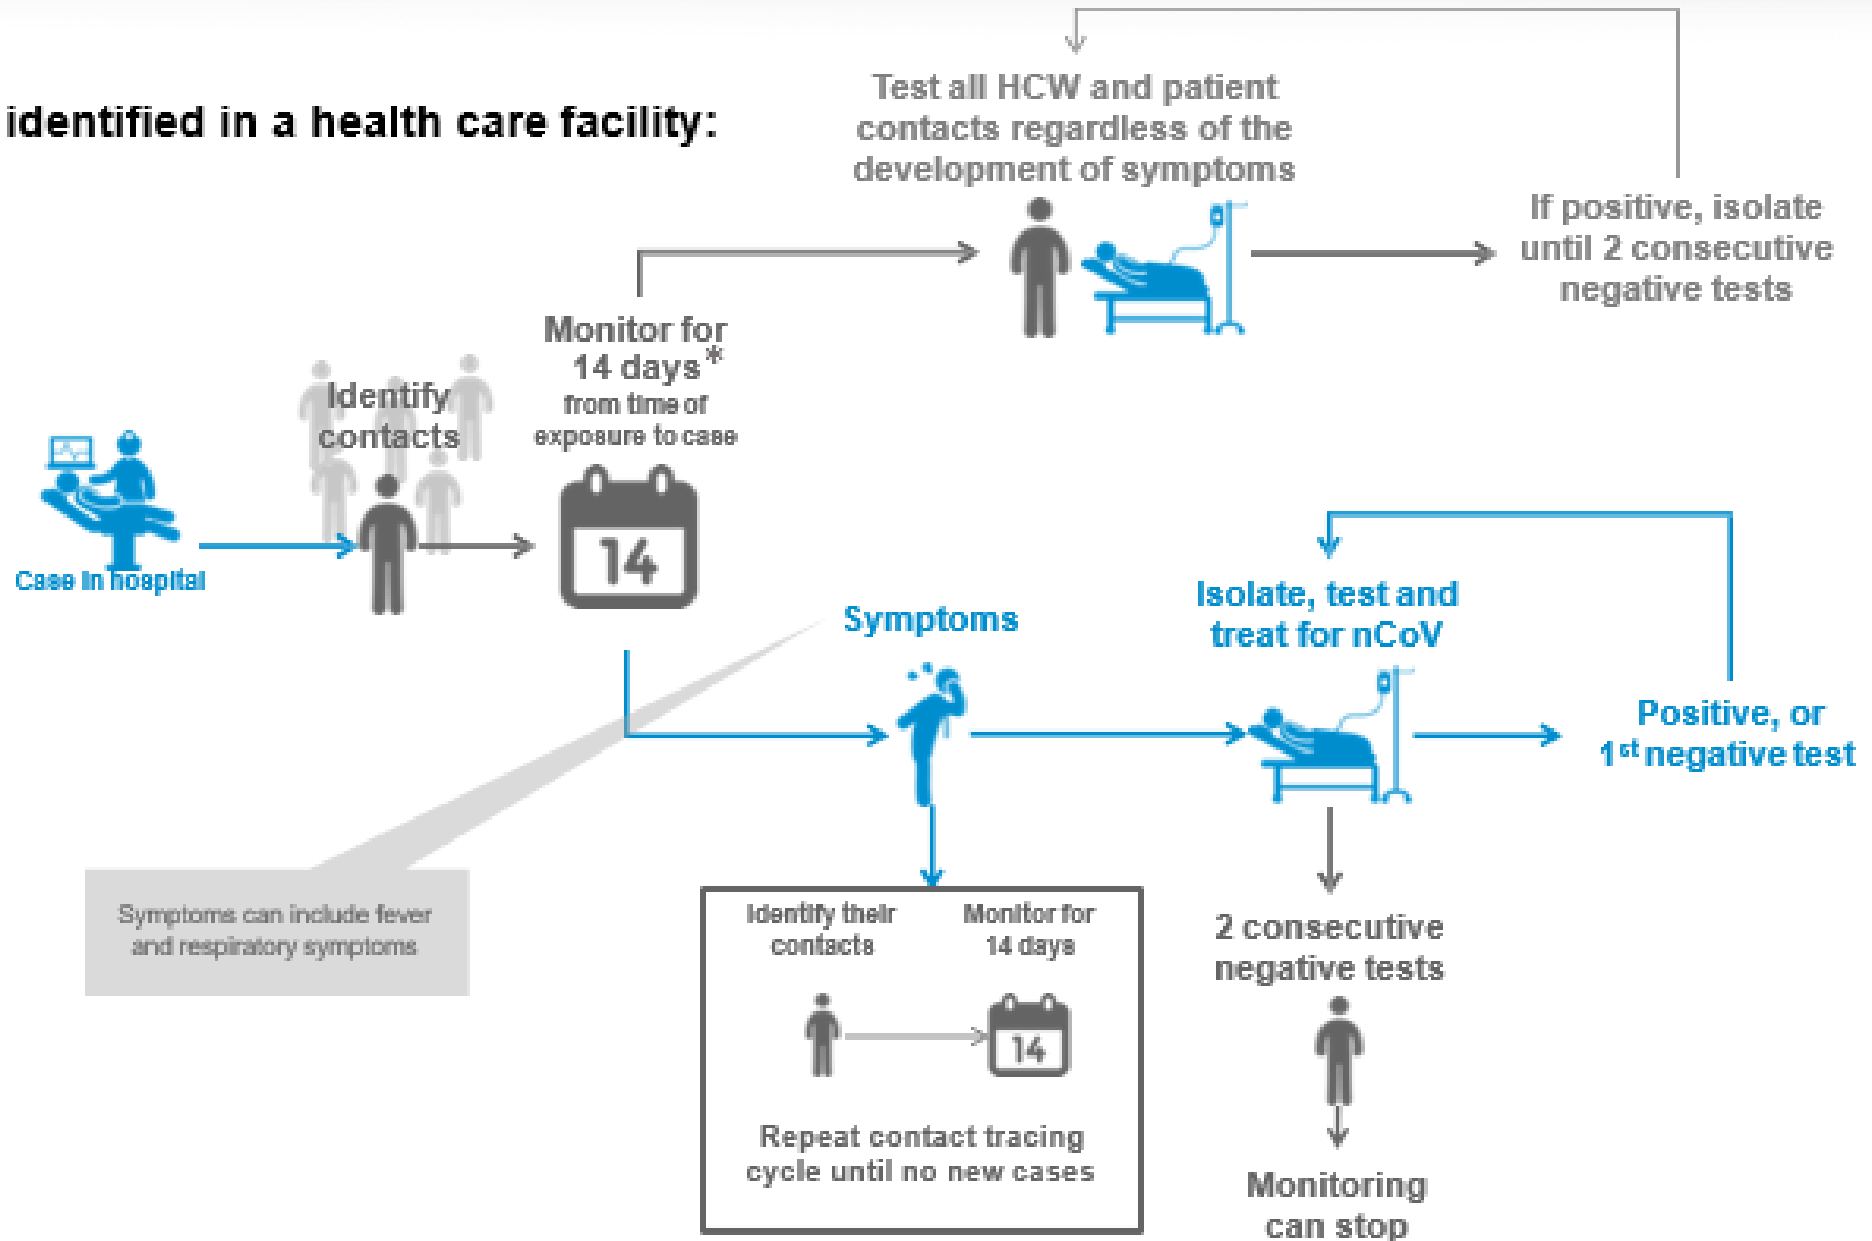 identified in a health care facility:
Test all HCW and patient
contacts regardless of the
development of symptoms
If positive, isolate
until 2 consecutive
negative tests
Monitor for
14 days*
from time of
exposure to case
Identify
contacts
14
Case in hospital
Symptoms
Isolate, test and
treat for nCoV
Positive, or
1st negative test
Symptoms can include fever
and respiratory symptoms
Identify their
contacts
Monitor for
14 days
14
Repeat contact tracing
cycle until no new cases
2 consecutive
negative tests
Monitoring
can stop